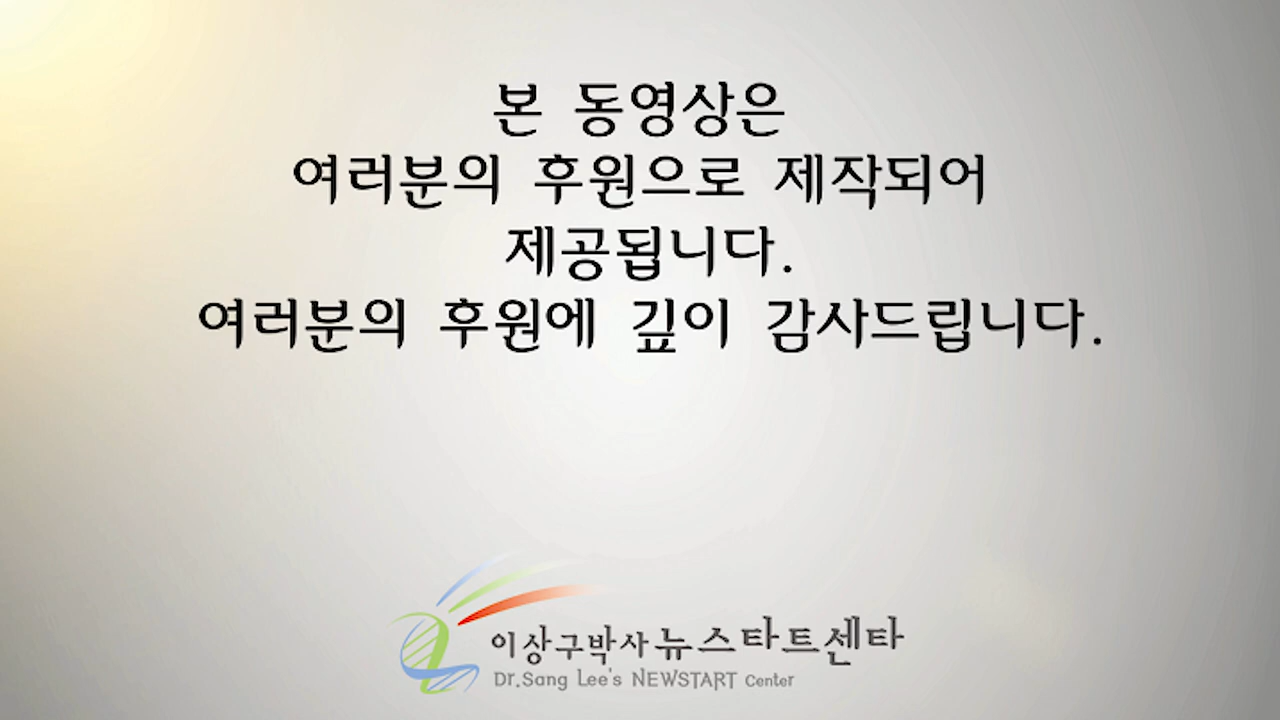 본 동영상은
여러분의 후원으로 제작되어
제공됩니다.
여러분의 후원에 깊이 감사드립니다.
이상구박사뉴스타트센타
Dr.Sang Lee's NEWSTART Center